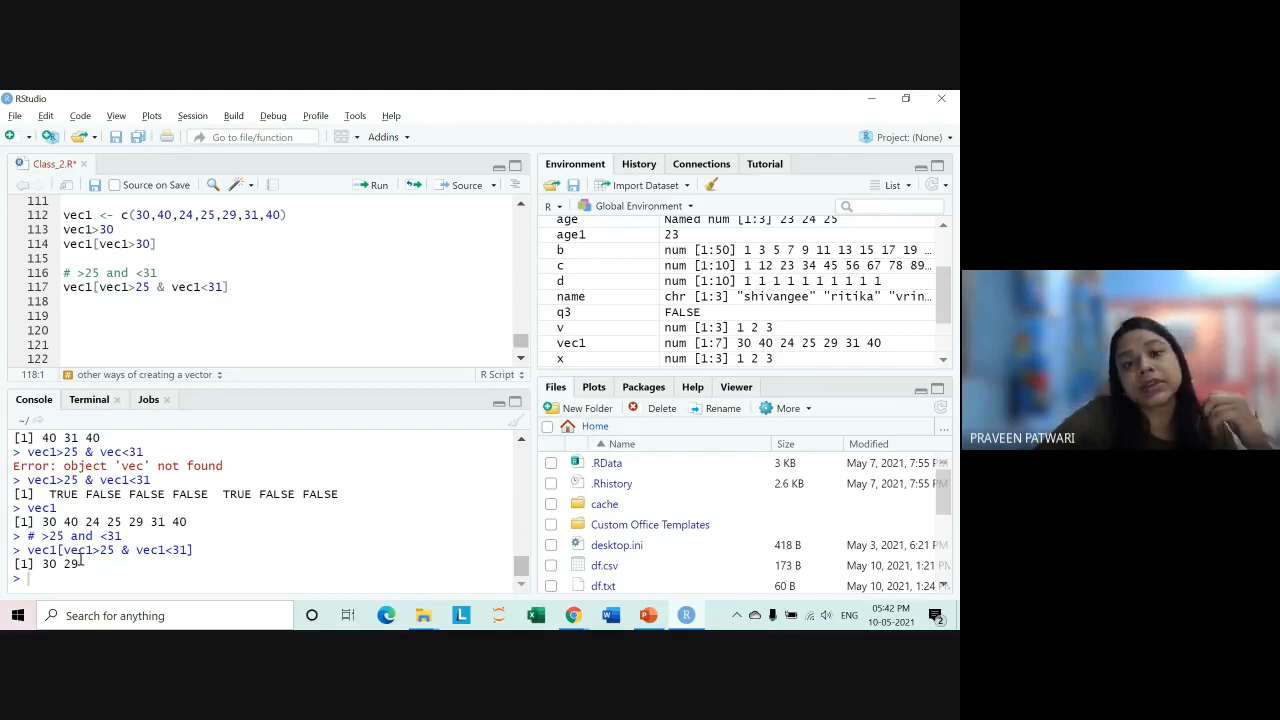 RStudio
File Edit Code View Plots Session Build Debug Profile Tools Help
Go to file/function Addins Project: (None)
Class_2.R*
Source on Save Run Source
111
112 vec1 <- c(30,40,24,25,29,31,40)
113 vec1>30
114 vec1[vec1>30]
115
116 # >25 and <31
117 vec1[vec1>25 & vec1<31]
118
119
120
121
122
118:1 # other ways of creating a vector R Script
Console Terminal Jobs
~/
[1] 40 31 40
> vec1>25 & vec<31
Error: object 'vec' not found
> vec1>25 & vec1<31
[1] TRUE FALSE FALSE FALSE TRUE FALSE FALSE
> vec1
[1] 30 40 24 25 29 31 40
> # >25 and <31
> vec1[vec1>25 & vec1<31]
[1] 30 29
>
Environment History Connections Tutorial
Import Dataset List
R Global Environment
age Named num [1:3] 23 24 25
age1 23
b num [1:50] 1 3 5 7 9 11 13 15 17 19 …
c num [1:10] 1 12 23 34 45 56 67 78 89…
d num [1:10] 1 1 1 1 1 1 1 1 1 1
name chr [1:3] "shivangee" "ritika" "vrin…
q3 FALSE
v num [1:3] 1 2 3
vec1 num [1:7] 30 40 24 25 29 31 40
x num [1:3] 1 2 3
Files Plots Packages Help Viewer
New Folder Delete Rename More
Home ...
Name Size Modified
.RData 3 KB May 7, 2021, 7:55 P
.Rhistory 2.6 KB May 7, 2021, 7:55 P
cache
Custom Office Templates
desktop.ini 418 B May 3, 2021, 6:21 P
df.csv 173 B May 10, 2021, 1:21
df.txt 60 B May 10, 2021, 1:24
Search for anything
ENG
05:42 PM
10-05-2021
2
PRAVEEN PATWARI